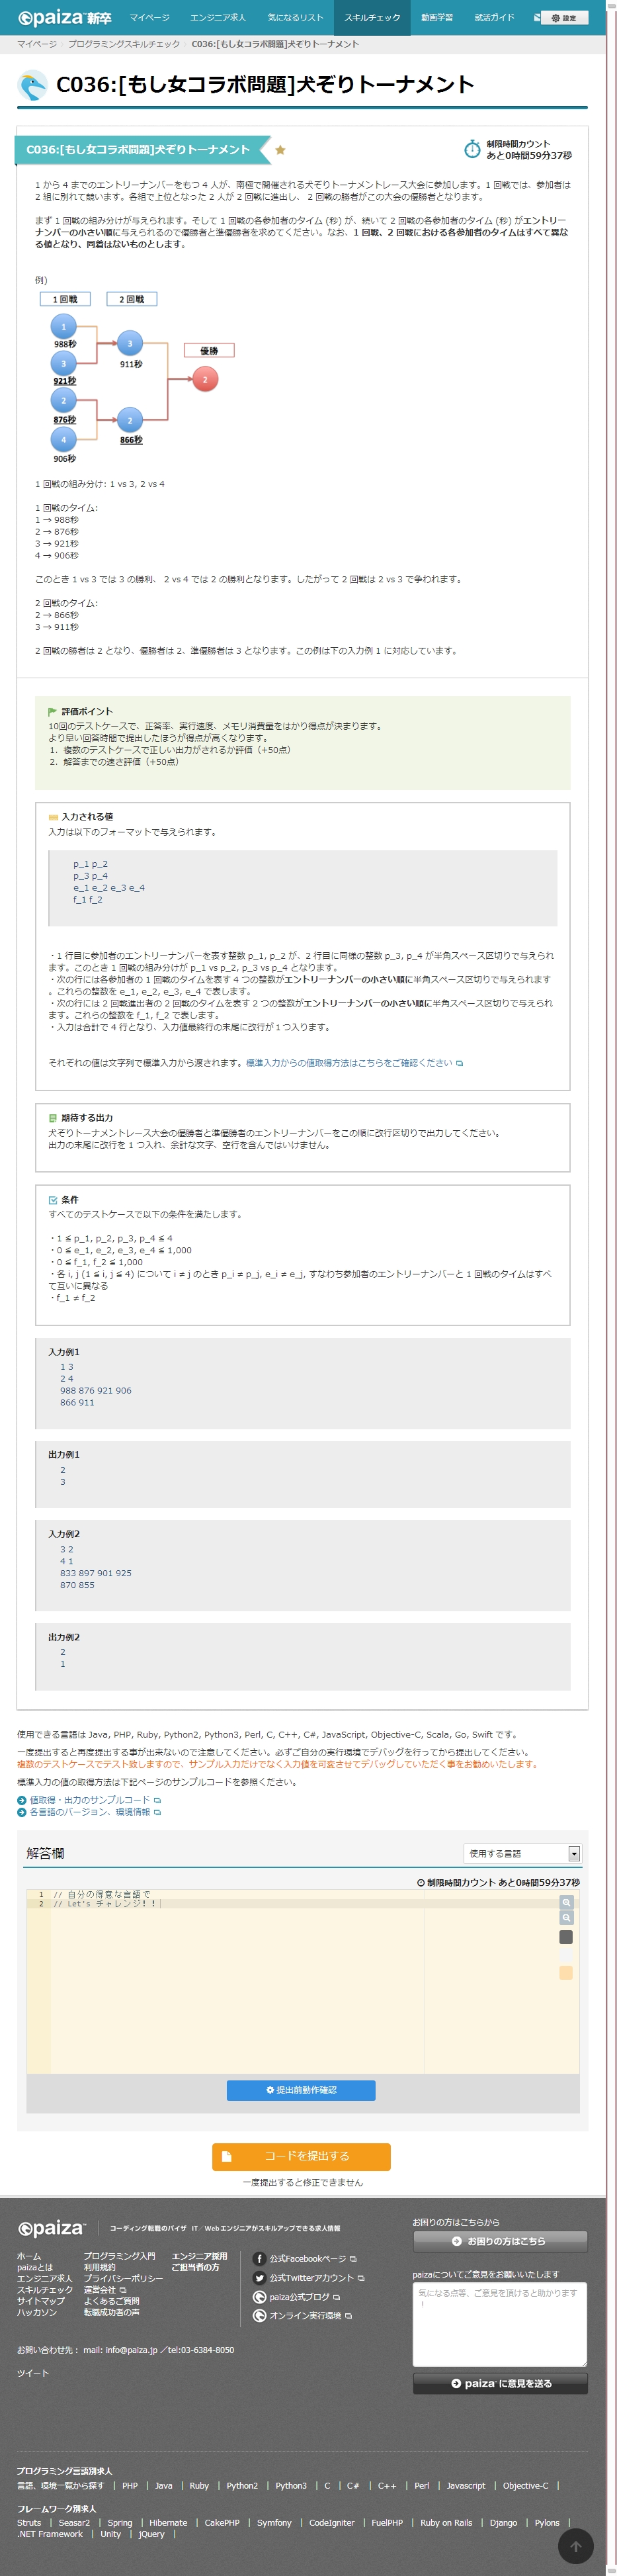 paiza新卒 マイページ エンジニア求人 気になるリスト スキルチェック 動画学習 就活ガイド 設定
マイページ プログラミングスキルチェック C036:[もし女コラボ問題]犬ぞりトーナメント
C036:[もし女コラボ問題]犬ぞりトーナメント
C036:[もし女コラボ問題]犬ぞりトーナメント
制限時間カウント
あと0時間59分37秒
1 から 4 までのエントリーナンバーをもつ 4 人が、南極で開催される犬ぞりトーナメントレース大会に参加します。1 回戦では、参加者は
2 組に別れて競います。各組で上位となった 2 人が 2 回戦に進出し、 2 回戦の勝者がこの大会の優勝者となります。
まず 1 回戦の組み分けが与えられます。そして 1 回戦の各参加者のタイム (秒) が、続いて 2 回戦の各参加者のタイム (秒) がエントリー
ナンバーの小さい順に与えられるので優勝者と準優勝者を求めてください。なお、1 回戦、2 回戦における各参加者のタイムはすべて異な
る値となり、同着はないものとします。
例)
1 回戦 2 回戦
1
988秒
3
911秒
3
921秒
優勝
2
2
876秒
2
866秒
4
906秒
1 回戦の組み分け: 1 vs 3, 2 vs 4
1 回戦のタイム:
1 → 988秒
2 → 876秒
3 → 921秒
4 → 906秒
このとき 1 vs 3 では 3 の勝利、 2 vs 4 では 2 の勝利となります。したがって 2 回戦は 2 vs 3 で争われます。
2 回戦のタイム:
2 → 866秒
3 → 911秒
2 回戦の勝者は 2 となり、優勝者は 2、準優勝者は 3 となります。この例は下の入力例 1 に対応しています。
評価ポイント
10回のテストケースで、正答率、実行速度、メモリ消費量をはかり得点が決まります。
より早い回答時間で提出したほうが得点が高くなります。
1. 複数のテストケースで正しい出力がされるか評価（+50点）
2. 解答までの速さ評価（+50点）
入力される値
入力は以下のフォーマットで与えられます。
p_1 p_2
p_3 p_4
e_1 e_2 e_3 e_4
f_1 f_2
・1 行目に参加者のエントリーナンバーを表す整数 p_1, p_2 が、2 行目に同様の整数 p_3, p_4 が半角スペース区切りで与えられ
ます。このとき 1 回戦の組み分けが p_1 vs p_2, p_3 vs p_4 となります。
・次の行には各参加者の 1 回戦のタイムを表す 4 つの整数がエントリーナンバーの小さい順に半角スペース区切りで与えられます
。これらの整数を e_1, e_2, e_3, e_4 で表します。
・次の行には 2 回戦進出者の 2 回戦のタイムを表す 2 つの整数がエントリーナンバーの小さい順に半角スペース区切りで与えられ
ます。これらの整数を f_1, f_2 で表します。
・入力は合計で 4 行となり、入力値最終行の末尾に改行が１つ入ります。
それぞれの値は文字列で標準入力から渡されます。標準入力からの値取得方法はこちらをご確認ください
期待する出力
犬ぞりトーナメントレース大会の優勝者と準優勝者のエントリーナンバーをこの順に改行区切りで出力してください。
出力の末尾に改行を 1 つ入れ、余計な文字、空行を含んではいけません。
条件
すべてのテストケースで以下の条件を満たします。
・1 ≦ p_1, p_2, p_3, p_4 ≦ 4
・0 ≦ e_1, e_2, e_3, e_4 ≦ 1,000
・0 ≦ f_1, f_2 ≦ 1,000
・各 i, j (1 ≦ i, j ≦ 4) について i ≠ j のとき p_i ≠ p_j, e_i ≠ e_j, すなわち参加者のエントリーナンバーと 1 回戦のタイムはすべ
て互いに異なる
・f_1 ≠ f_2
入力例1
1 3
2 4
988 876 921 906
866 911
出力例1
2
3
入力例2
3 2
4 1
833 897 901 925
870 855
出力例2
2
1
使用できる言語は Java, PHP, Ruby, Python2, Python3, Perl, C, C++, C#, JavaScript, Objective-C, Scala, Go, Swift です。
一度提出すると再度提出する事が出来ないので注意してください。必ずご自分の実行環境でデバッグを行ってから提出してください。
複数のテストケースでテスト致しますので、サンプル入力だけでなく入力値を可変させてデバッグしていただく事をお勧めいたします。
標準入力の値の取得方法は下記ページのサンプルコードを参照ください。
値取得・出力のサンプルコード
各言語のバージョン、環境情報
解答欄 使用する言語
制限時間カウント あと0時間59分37秒
1 // 自分の得意な言語で
2 // Let's チャレンジ！！
提出前動作確認
コードを提出する
一度提出すると修正できません
paiza コーディング転職のパイザ IT／Webエンジニアがスキルアップできる求人情報
お困りの方はこちらから
お困りの方はこちら
ホーム プログラミング入門 エンジニア採用
paizaとは 利用規約 ご担当者の方
エンジニア求人 プライバシーポリシー
スキルチェック 運営会社
サイトマップ よくあるご質問
ハッカソン 転職成功者の声
公式Facebookページ
公式Twitterアカウント
paiza公式ブログ
オンライン実行環境
paizaについてご意見をお願いいたします
気になる点等、ご意見を頂けると助かります
！
paizaに意見を送る
お問い合わせ先： mail: info@paiza.jp ／tel:03-6384-8050
ツイート
プログラミング言語別求人
言語、環境一覧から探す | PHP | Java | Ruby | Python2 | Python3 | C | C# | C++ | Perl | Javascript | Objective-C |
フレームワーク別求人
Struts | Seasar2 | Spring | Hibernate | CakePHP | Symfony | CodeIgniter | FuelPHP | Ruby on Rails | Django | Pylons |
.NET Framework | Unity | jQuery |